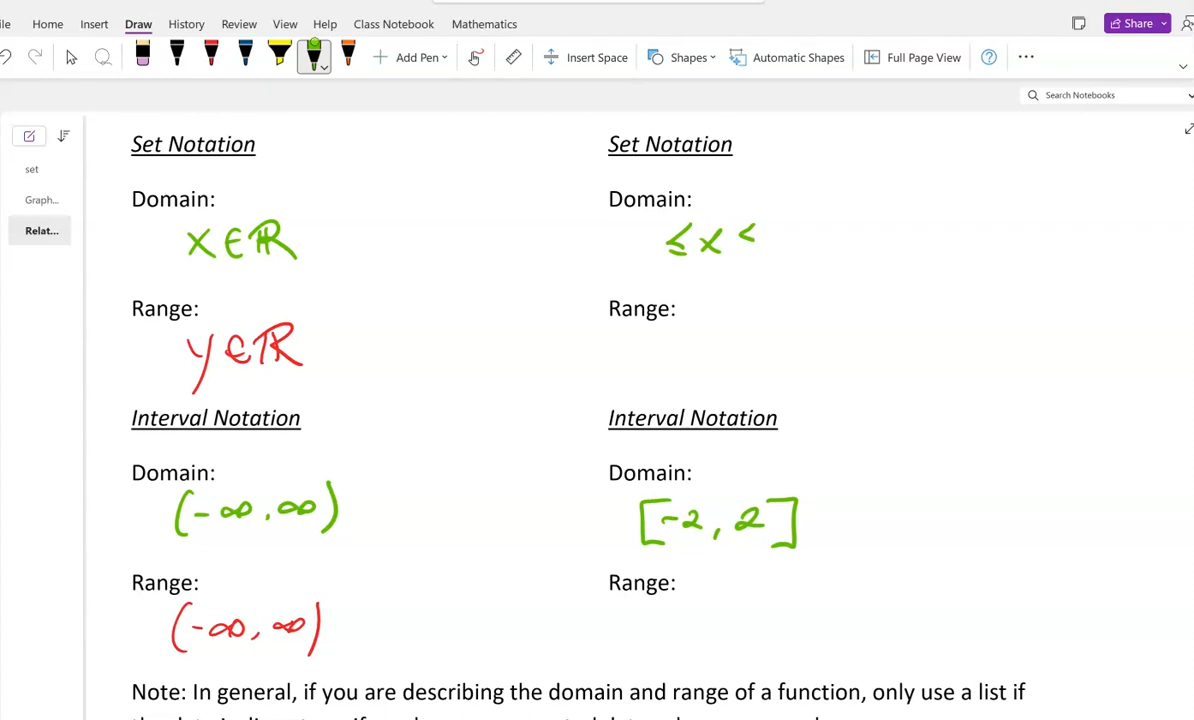 ile Home Insert Draw History Review View Help Class Notebook Mathematics Share
Add Pen Insert Space Shapes Automatic Shapes Full Page View
Search Notebooks
set
Graph...
Relat...
Set Notation
Domain:
x∈ℝ
Range:
y∈ℝ
Interval Notation
Domain:
(-∞,∞)
Range:
(-∞,∞)
Set Notation
Domain:
≤ x <
Range:
Interval Notation
Domain:
[-2, 2]
Range:
Note: In general, if you are describing the domain and range of a function, only use a list if